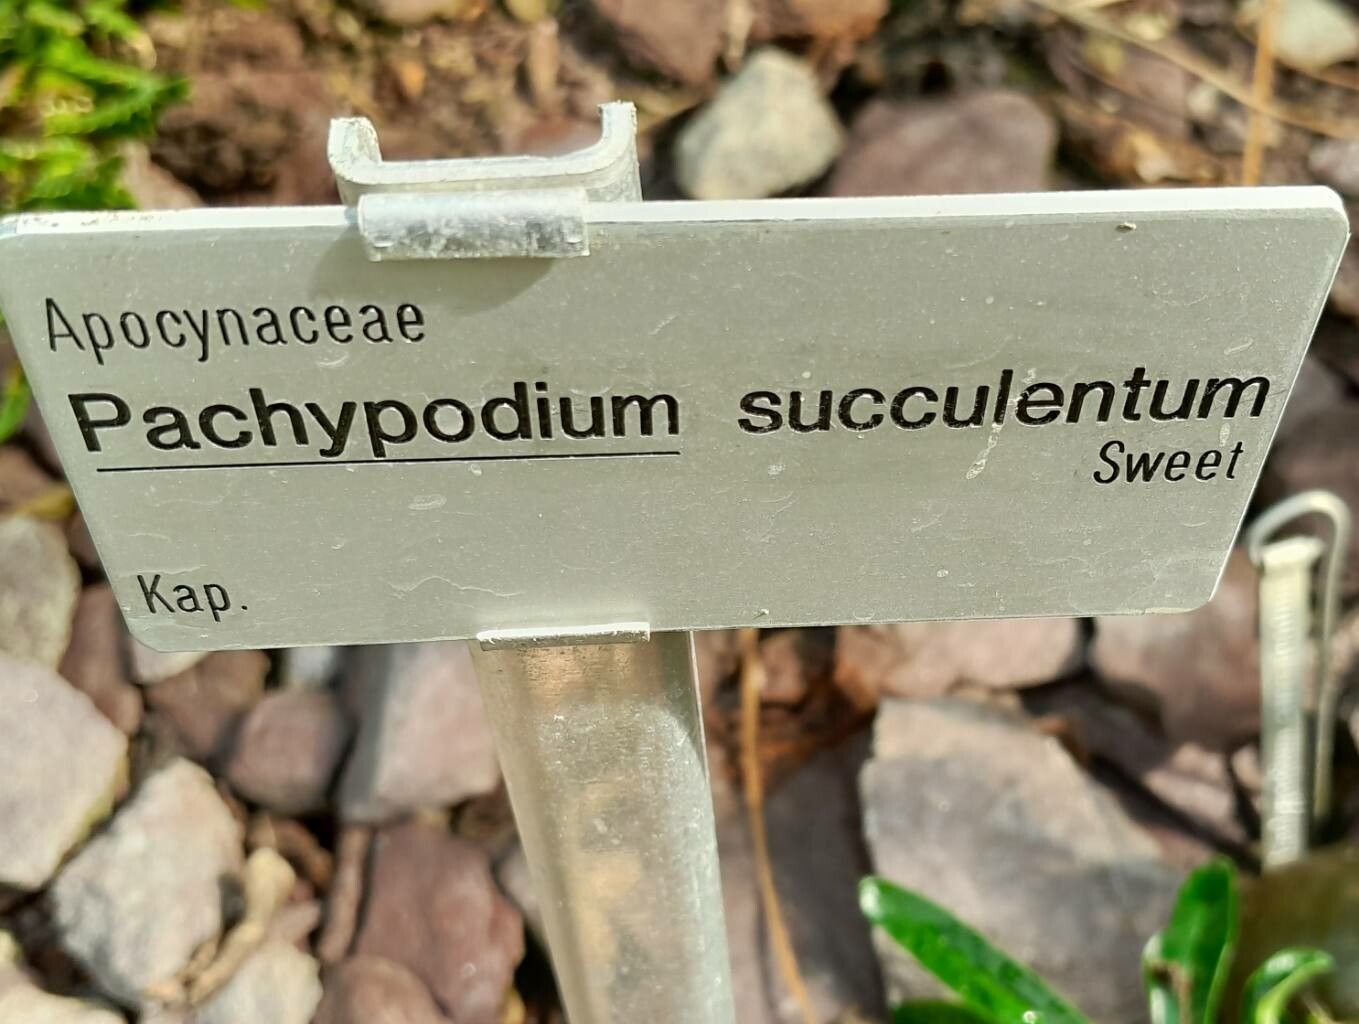 Apocynaceae
Pachypodium succulentum
Sweet
Kap.